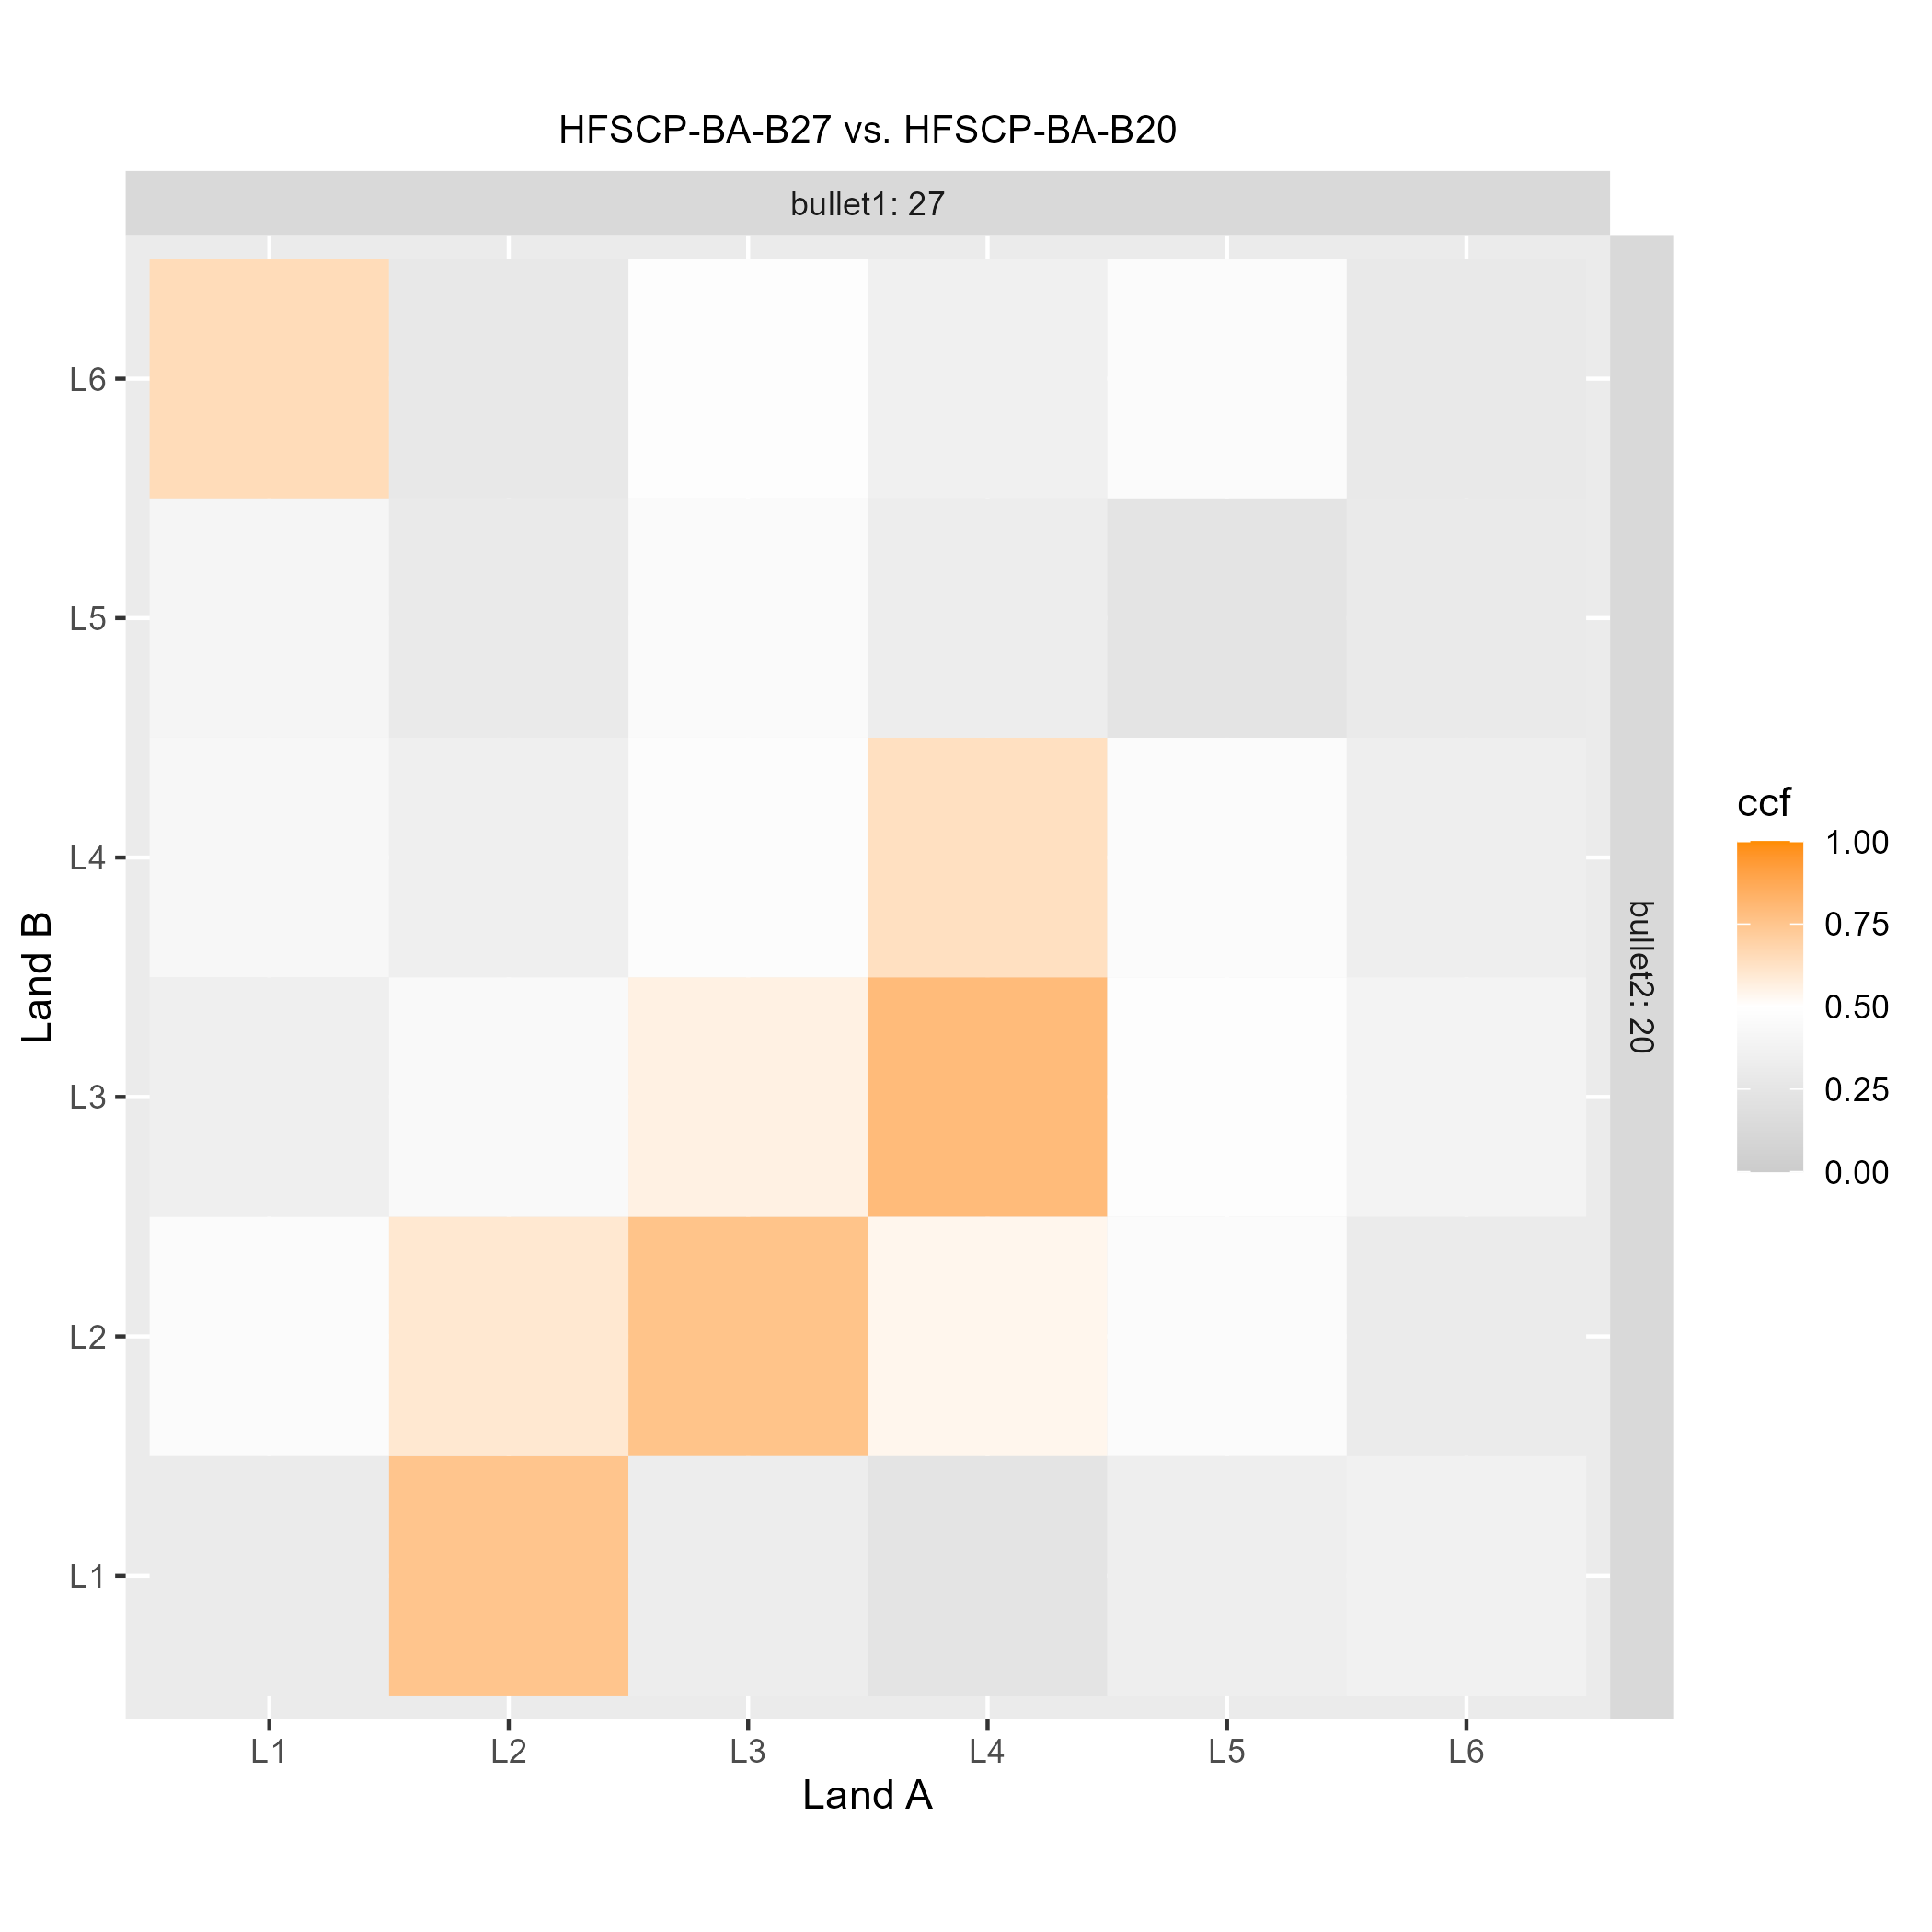 HFSCP-BA-B27 vs. HFSCP-BA-B20
bullet1: 27
L6
L5
L4
L3
L2
L1
Land B
bullet2: 20
L1 L2 L3 L4 L5 L6
Land A
ccf
1.00
0.75
0.50
0.25
0.00